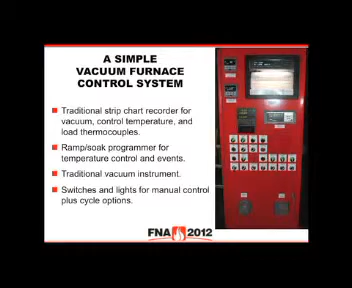 A SIMPLE
VACUUM FURNACE
CONTROL SYSTEM
Traditional strip chart recorder for
vacuum, control temperature, and
load thermocouples.
Ramp/soak programmer for
temperature control and events.
Traditional vacuum instrument.
Switches and lights for manual control
plus cycle options.
FNA 2012